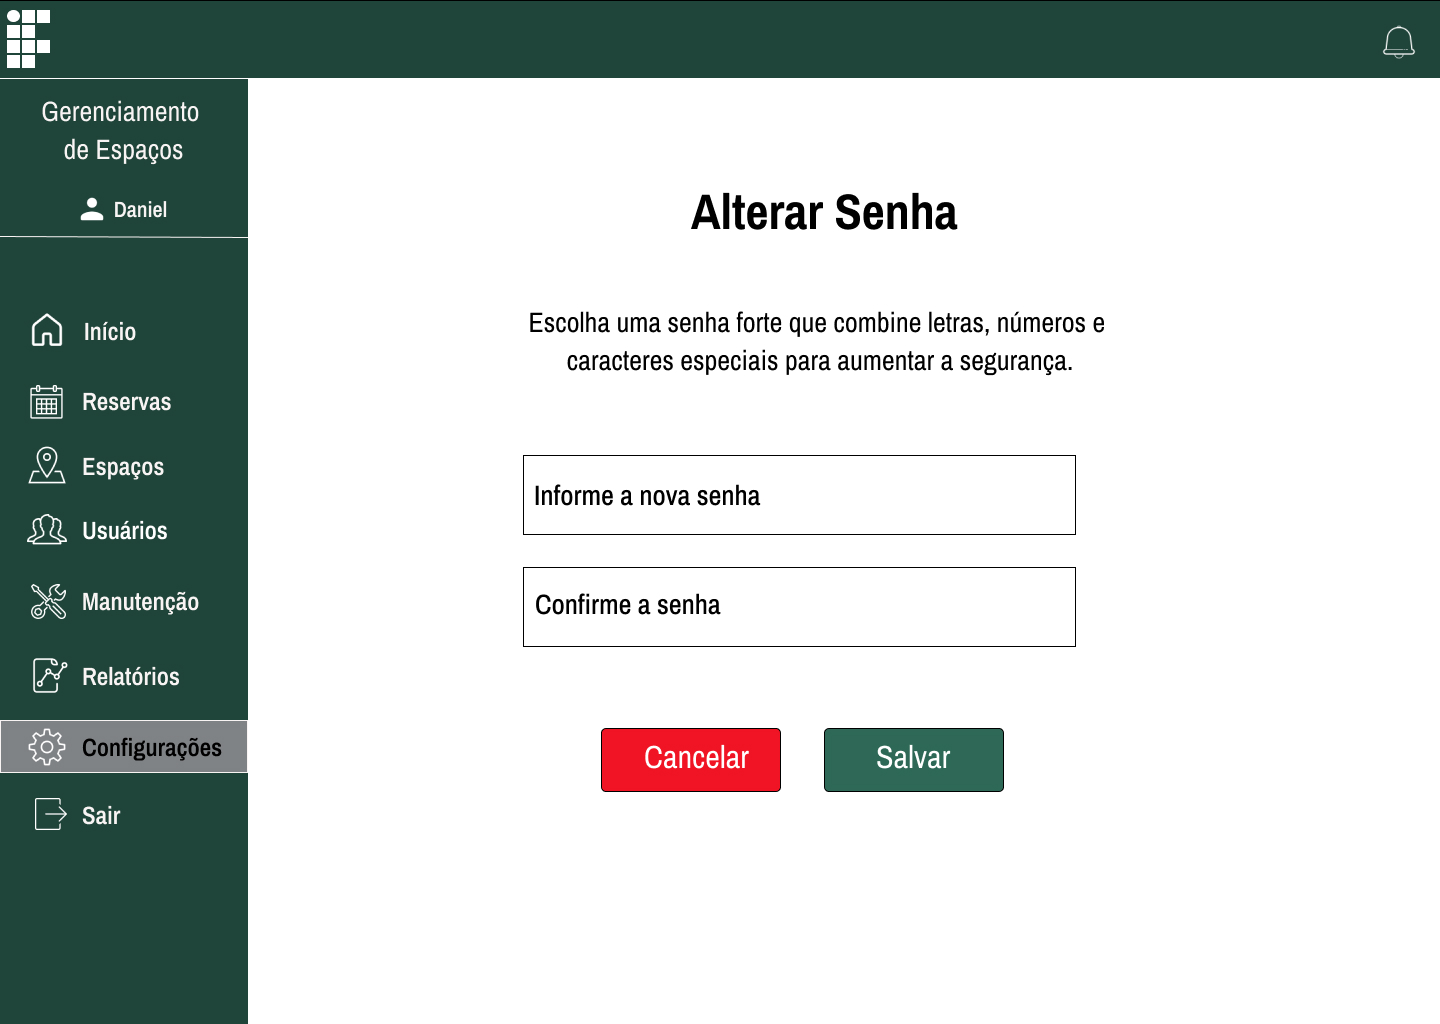 Gerenciamento
de Espaços
Daniel
Início
Reservas
Espaços
Usuários
Manutenção
Relatórios
Configurações
Sair
Alterar Senha
Escolha uma senha forte que combine letras, números e
caracteres especiais para aumentar a segurança.
Informe a nova senha
Confirme a senha
Cancelar
Salvar